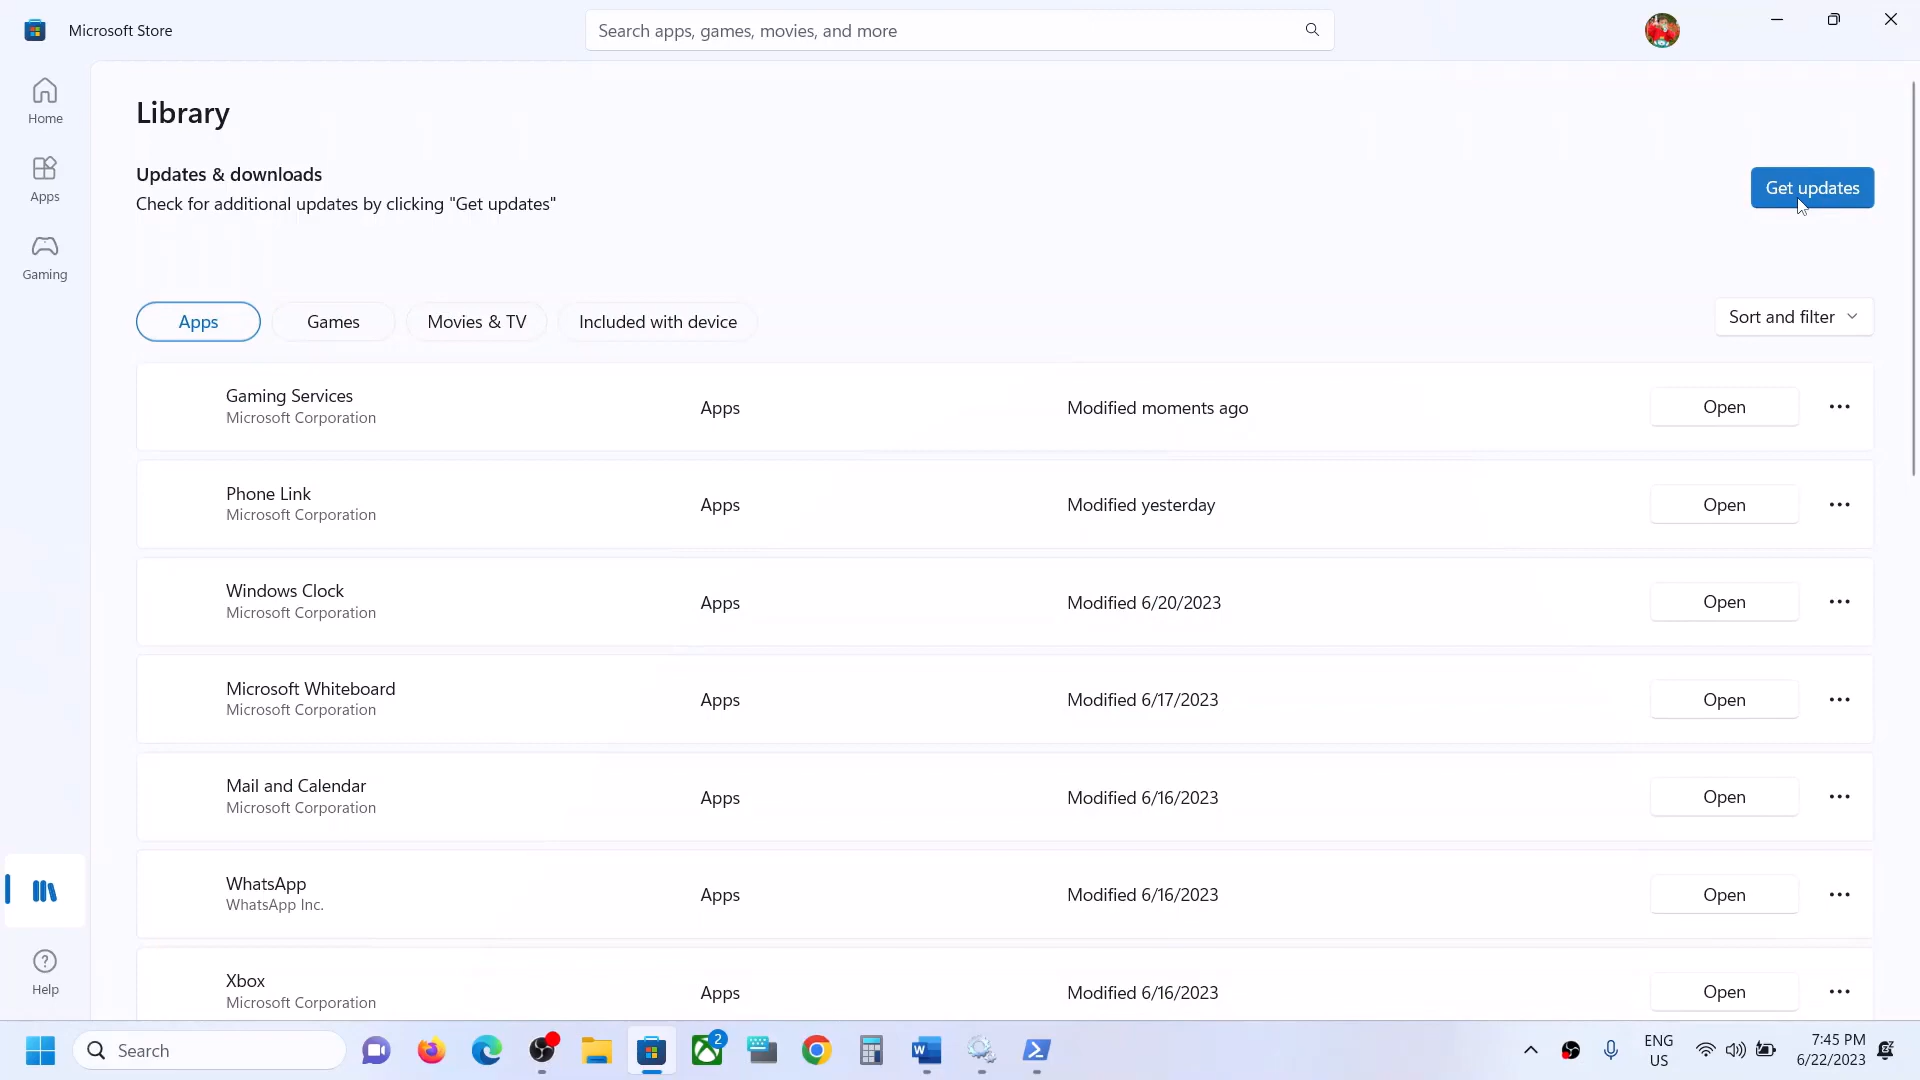 Microsoft Store
Search apps, games, movies, and more
Home
Apps
Gaming
Help
Library
Updates & downloads
Check for additional updates by clicking "Get updates"
Get updates
Apps
Games
Movies & TV
Included with device
Sort and filter
Gaming Services
Microsoft Corporation
Apps
Modified moments ago
Open
Phone Link
Microsoft Corporation
Apps
Modified yesterday
Open
Windows Clock
Microsoft Corporation
Apps
Modified 6/20/2023
Open
Microsoft Whiteboard
Microsoft Corporation
Apps
Modified 6/17/2023
Open
Mail and Calendar
Microsoft Corporation
Apps
Modified 6/16/2023
Open
WhatsApp
WhatsApp Inc.
Apps
Modified 6/16/2023
Open
Xbox
Microsoft Corporation
Apps
Modified 6/16/2023
Open
Search
2
W
ENG
US
7:45 PM
6/22/2023